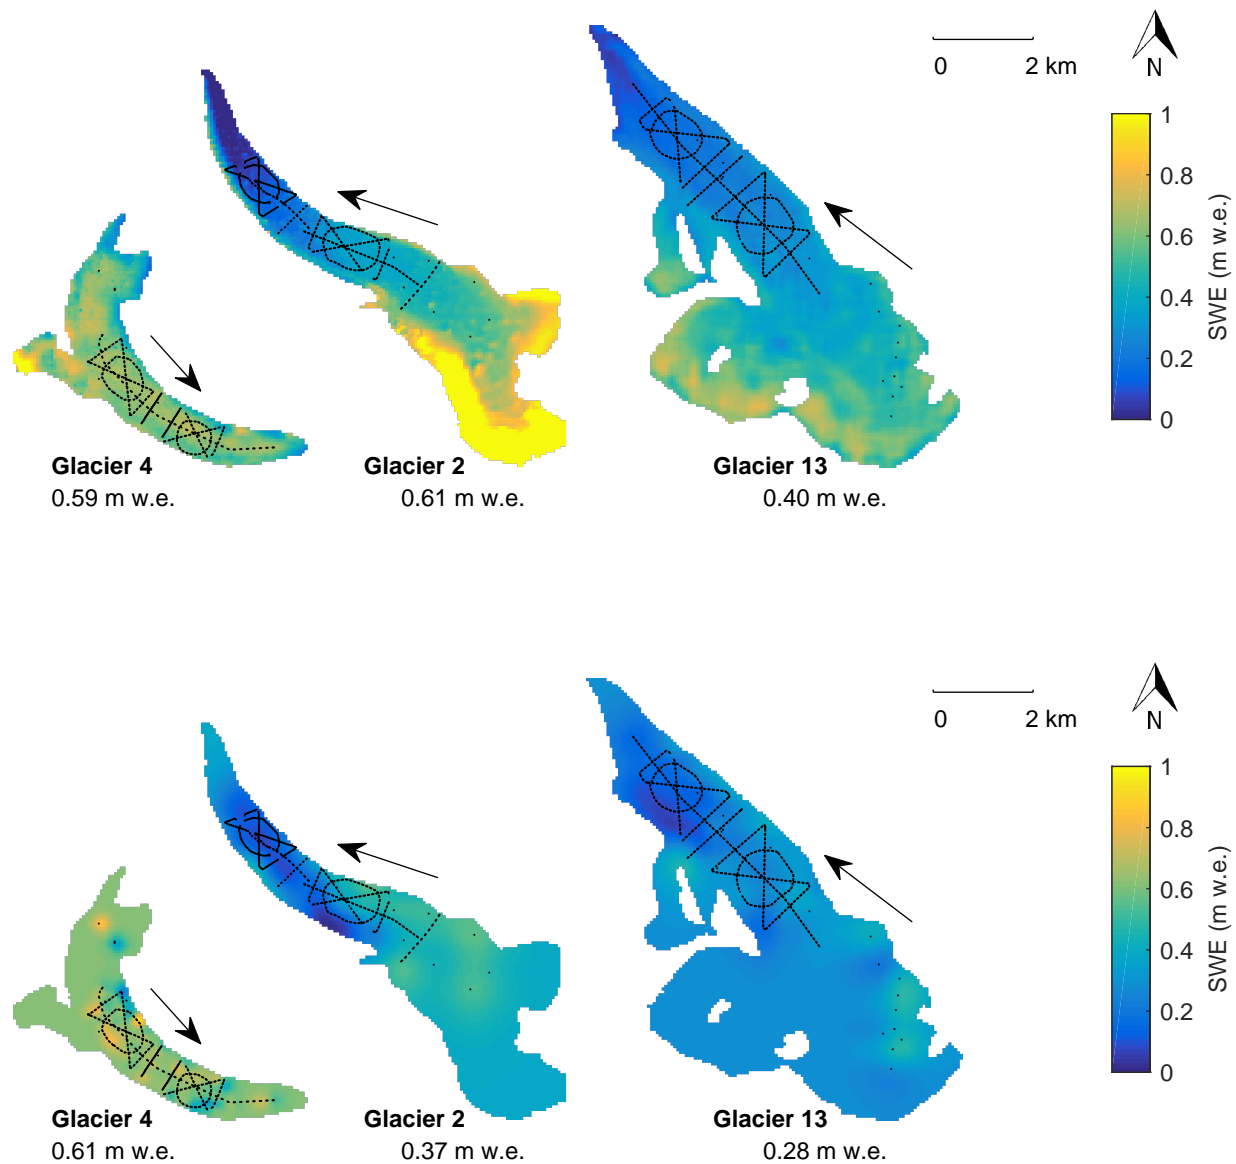 0 2 km
N
1
0.8
0.6
0.4
0.2
0
SWE (m w.e.)
Glacier 4 Glacier 2 Glacier 13
0.59 m w.e. 0.61 m w.e. 0.40 m w.e.
0 2 km
N
1
0.8
0.6
0.4
0.2
0
SWE (m w.e.)
Glacier 4 Glacier 2 Glacier 13
0.61 m w.e. 0.37 m w.e. 0.28 m w.e.